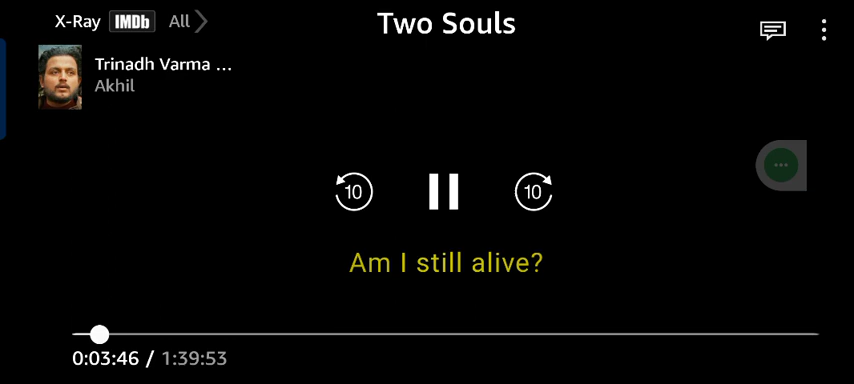 X-Ray IMDb All
Two Souls
Trinadh Varma ...
Akhil
10
10
Am I still alive?
0:03:46 / 1:39:53